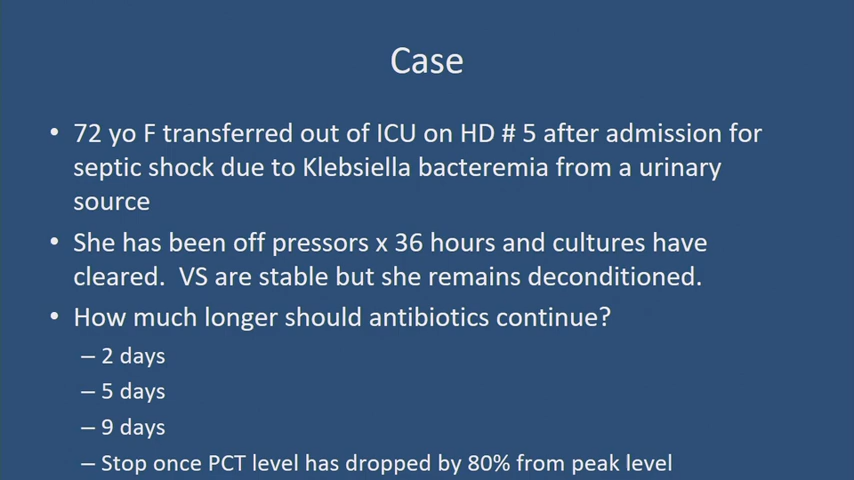 Case
• 72 yo F transferred out of ICU on HD # 5 after admission for
septic shock due to Klebsiella bacteremia from a urinary
source
• She has been off pressors x 36 hours and cultures have
cleared.  VS are stable but she remains deconditioned.
• How much longer should antibiotics continue?
– 2 days
– 5 days
– 9 days
– Stop once PCT level has dropped by 80% from peak level